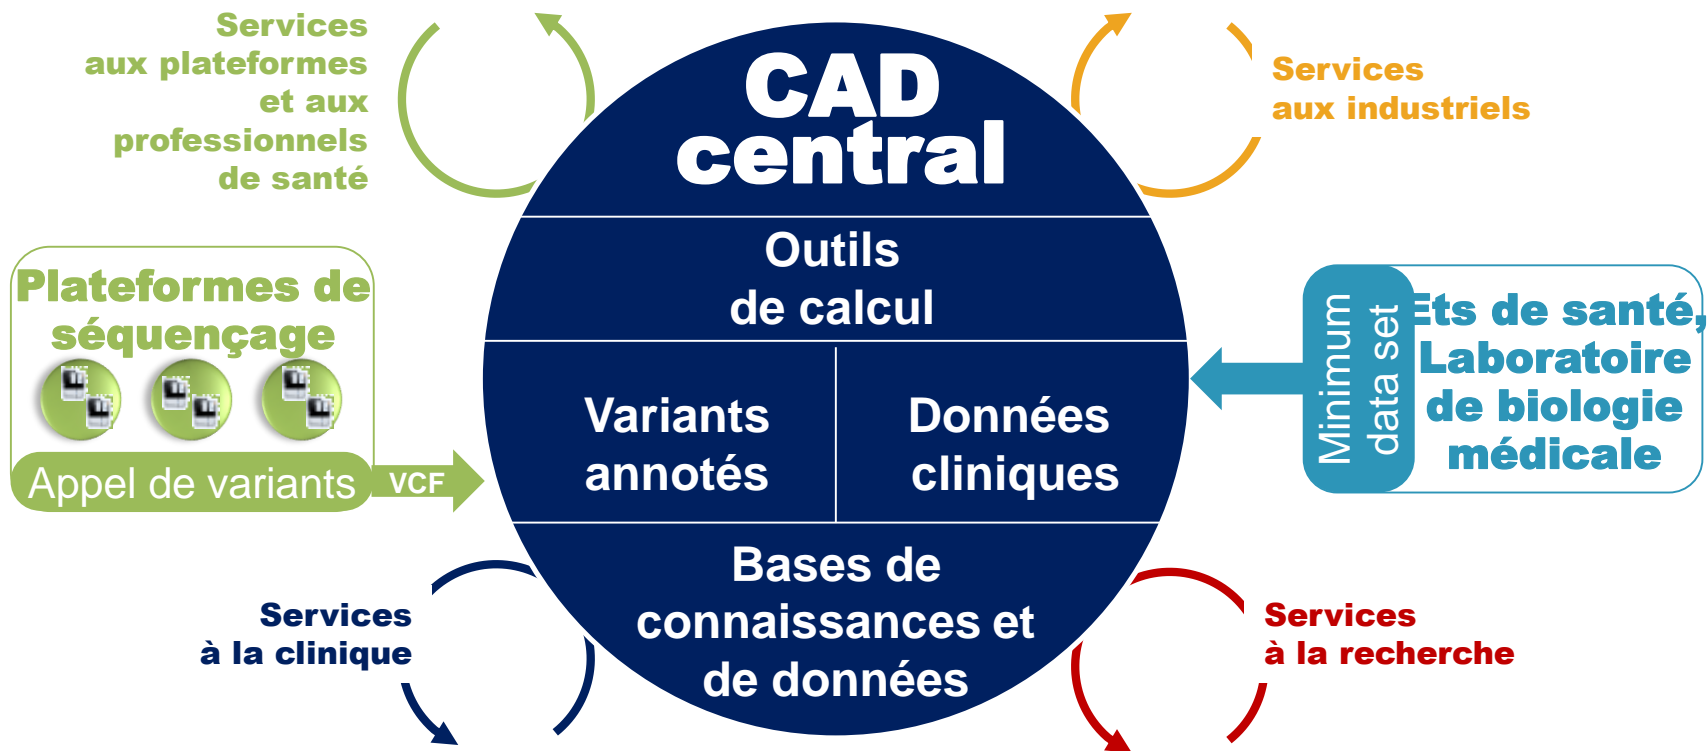 Services
aux plateformes
et aux
professionnels
de santé
CAD
central
Services
aux industriels
Outils
de calcul
Plateformes de
séquençage
Appel de variants
VCF
Variants
annotés
Données
cliniques
Minimum
data set
Ets de santé,
Laboratoire
de biologie
médicale
Bases de
connaissances et
de données
Services
à la clinique
Services
à la recherche